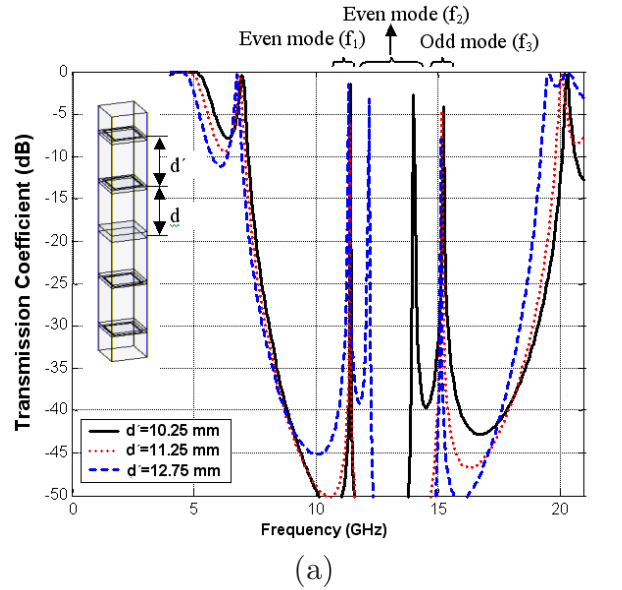 Even mode (f2)
Even mode (f1)
Odd mode (f3)
Transmission Coefficient (dB)
0
-5
-10
-15
-20
-25
-30
-35
-40
-45
-50
d´
d
d´=10.25 mm
d´=11.25 mm
d´=12.75 mm
0 5 10 15 20
Frequency (GHz)
(a)